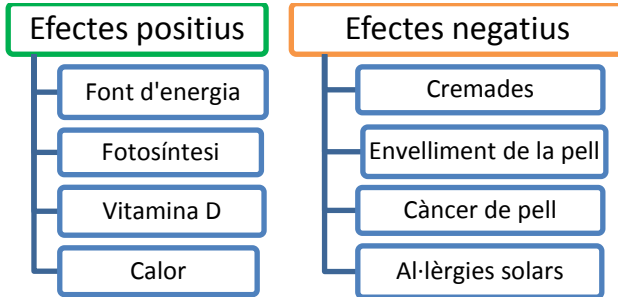 Efectes positius
Font d'energia
Fotosíntesi
Vitamina D
Calor
Efectes negatius
Cremades
Envelliment de la pell
Càncer de pell
Al·lèrgies solars